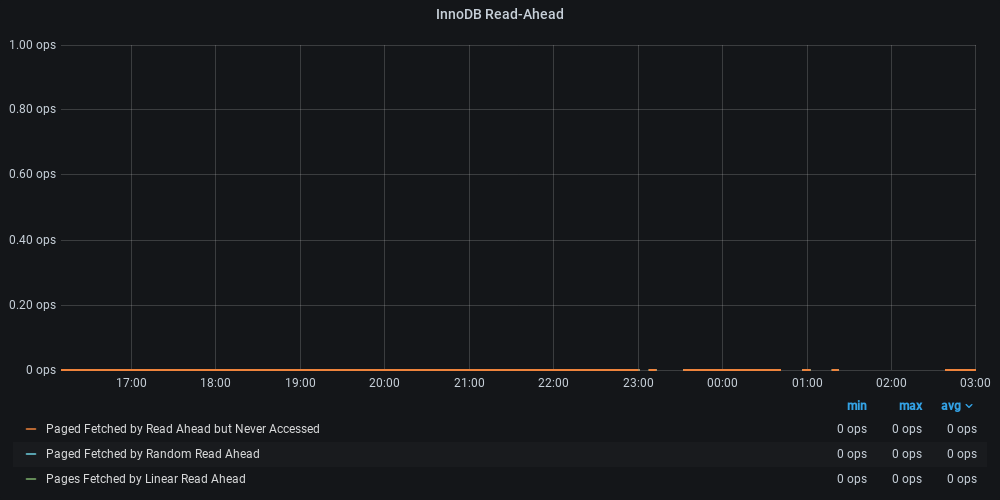 InnoDB Read-Ahead
1.00 ops
0.80 ops
0.60 ops
0.40 ops
0.20 ops
0 ops
17:00 18:00 19:00 20:00 21:00 22:00 23:00 00:00 01:00 02:00 03:00
min max avg
Paged Fetched by Read Ahead but Never Accessed 0 ops 0 ops 0 ops
Paged Fetched by Random Read Ahead 0 ops 0 ops 0 ops
Pages Fetched by Linear Read Ahead 0 ops 0 ops 0 ops